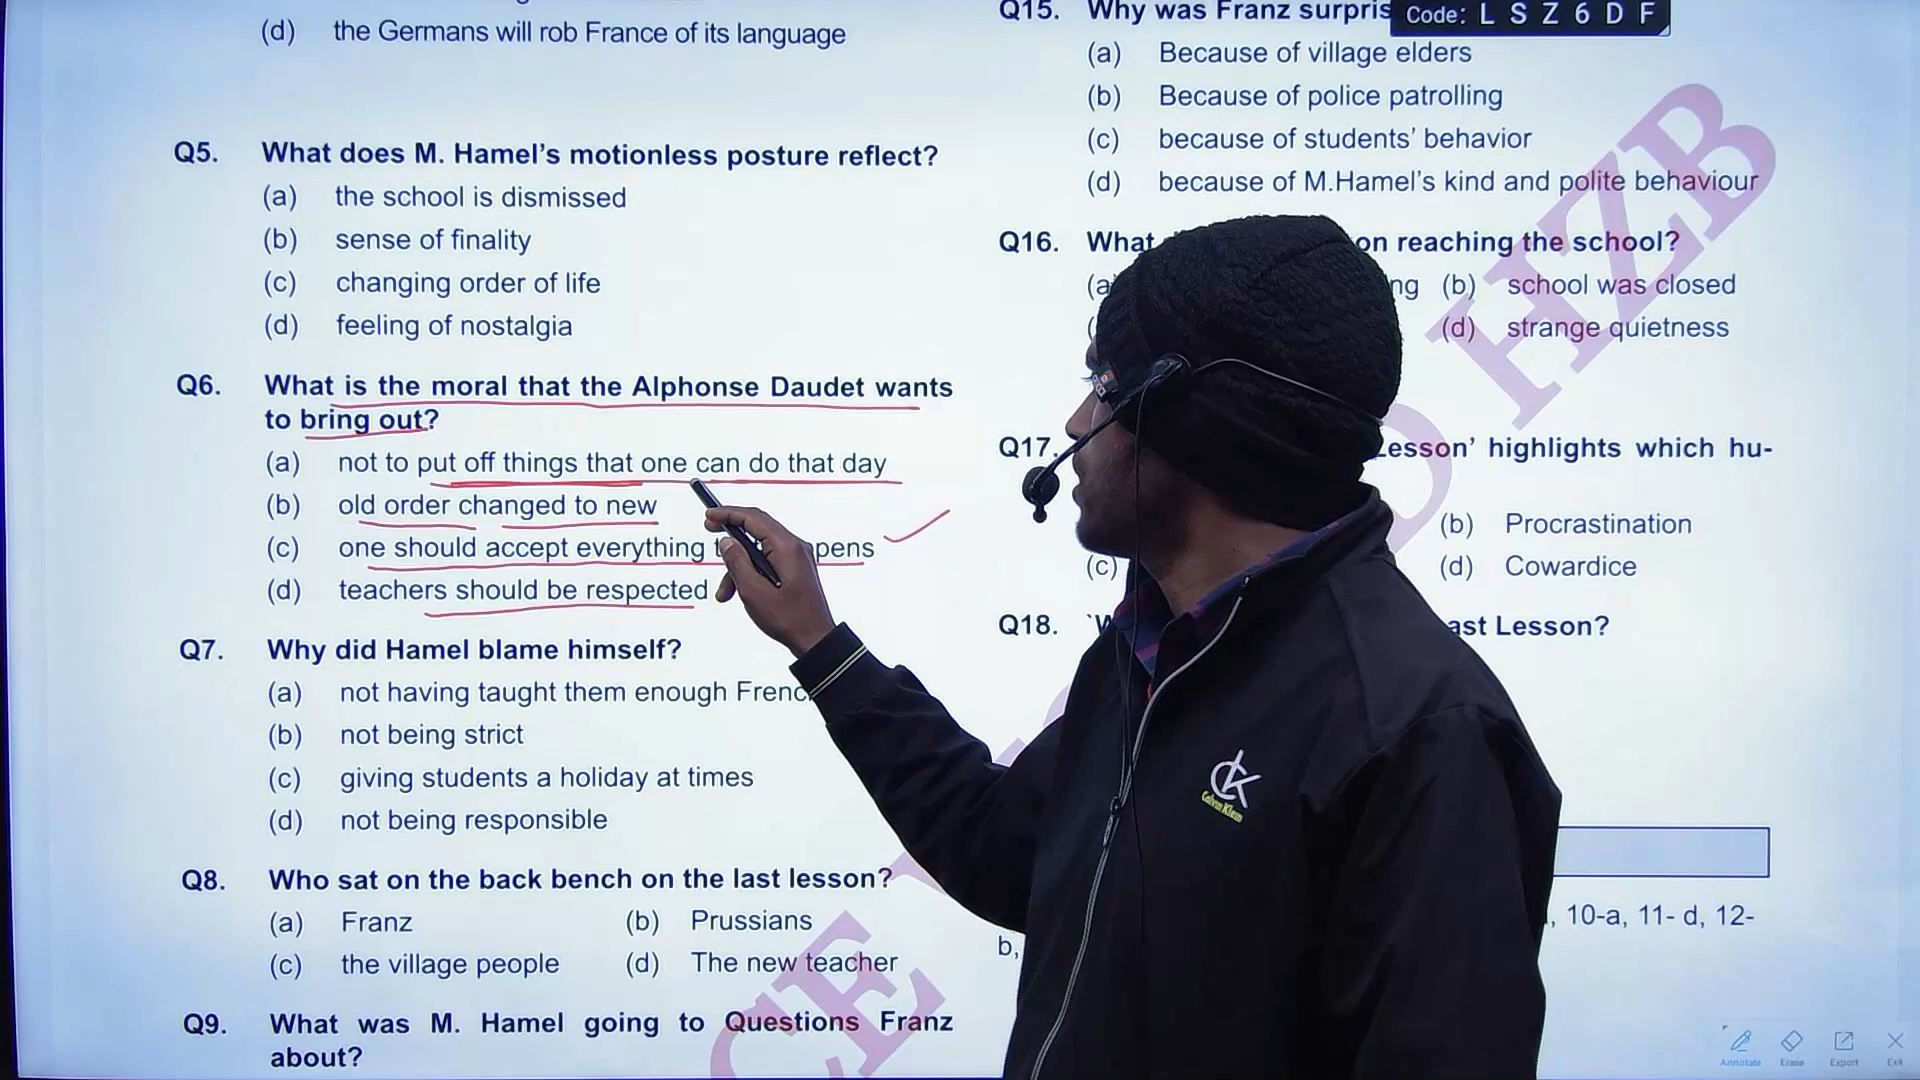 (d) the Germans will rob France of its language
Q5. What does M. Hamel's motionless posture reflect?
(a) the school is dismissed
(b) sense of finality
(c) changing order of life
(d) feeling of nostalgia
Q6. What is the moral that the Alphonse Daudet wants
to bring out?
(a) not to put off things that one can do that day
(b) old order changed to new
(c) one should accept everything
(d) teachers should be respected
Q7. Why did Hamel blame himself?
(a) not having taught them enough
(b) not being strict
(c) giving students a holiday at times
(d) not being responsible
Q8. Who sat on the back bench on the last lesson?
(a) Franz (b) Prussians
(c) the village people (d) The new teacher
Q9. What was M. Hamel going to Questions Franz
about?
Q15. Why was Franz
Code: L S Z 6 D F
(a) Because of village elders
(b) Because of police patrolling
(c) because of students' behavior
(d) because of M.Hamel's kind and polite behaviour
Q16. What on reaching the school?
(b) school was closed
(d) strange quietness
Q17. Lesson' highlights which hu-
(b) Procrastination
(c) (d) Cowardice
Q18. Lesson?
10-a, 11- d, 12-
b,
HZB
Calvin Klein
Annotate Erase Export Exit